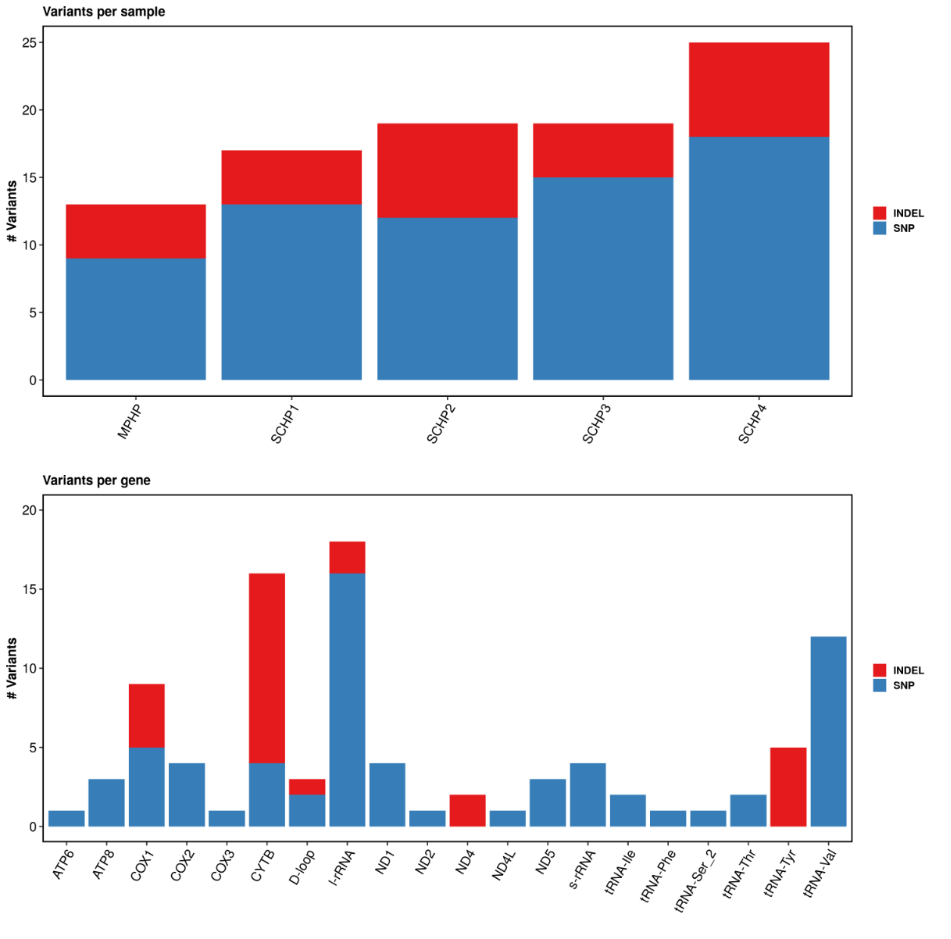 Variants per sample
25
20
15
10
5
0
# Variants
MPHP
SCHP1
SCHP2
SCHP3
SCHP4
INDEL
SNP
Variants per gene
20
15
10
5
0
# Variants
ATP6
ATP8
COX1
COX2
COX3
CYTB
D-loop
l-rRNA
ND1
ND2
ND4
ND4L
ND5
s-rRNA
tRNA-Ile
tRNA-Phe
tRNA-Ser_2
tRNA-Thr
tRNA-Tyr
tRNA-Val
INDEL
SNP